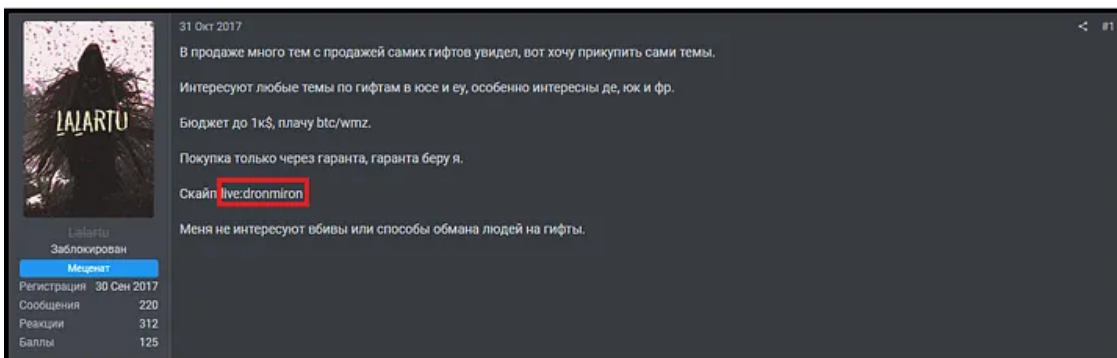 31 Окт 2017
#1
В продаже много тем с продажей самих гифтов увидел, вот хочу прикупить сами темы.
Интересуют любые темы по гифтам в юсе и еу, особенно интересны де, юк и фр.
Бюджет до 1к$, плачу btc/wmz.
Покупка только через гаранта, гаранта беру я.
Скайп live:dronmiron
Меня не интересуют вбивы или способы обмана людей на гифты.
LALARTU
Lalartu
Заблокирован
Меценат
Регистрация 30 Сен 2017
Сообщения 220
Реакции 312
Баллы 125